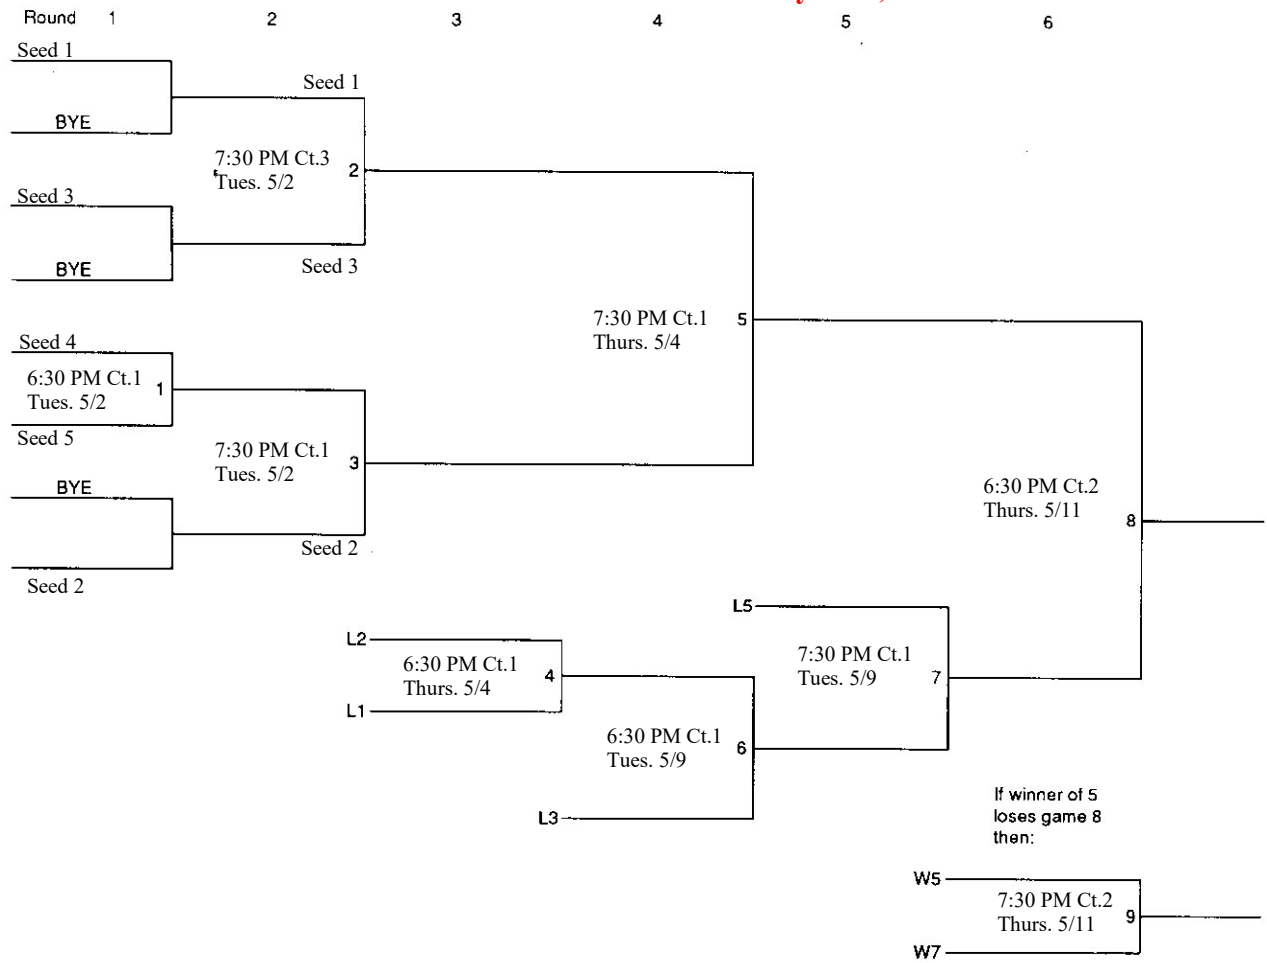 Round 1 2 3 4 5 6
Seed 1
Seed 1
BYE
7:30 PM Ct.3
Tues. 5/2
2
Seed 3
BYE
Seed 3
7:30 PM Ct.1
Thurs. 5/4
5
Seed 4
6:30 PM Ct.1
Tues. 5/2
1
Seed 5
7:30 PM Ct.1
Tues. 5/2
3
BYE
Seed 2
Seed 2
6:30 PM Ct.2
Thurs. 5/11
8
L5
L2
6:30 PM Ct.1
Thurs. 5/4
4
L1
7:30 PM Ct.1
Tues. 5/9
7
6:30 PM Ct.1
Tues. 5/9
6
L3
If winner of 5
loses game 8
then:
W5
7:30 PM Ct.2
Thurs. 5/11
9
W7